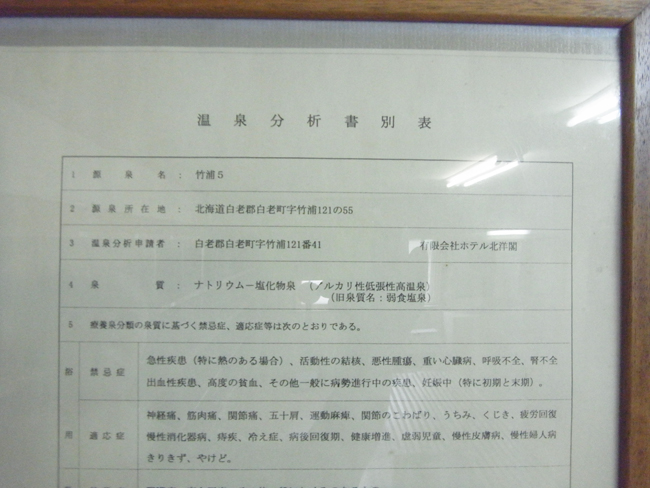 温泉分析書別表
1 源泉名 : 竹浦5
2 源泉所在地 : 北海道白老郡白老町字竹浦121の55
3 温泉分析申請者 : 白老郡白老町字竹浦121番41 有限会社ホテル北洋閣
4 泉質 : ナトリウム－塩化物泉 (アルカリ性低張性高温泉)
(旧泉質名:弱食塩泉)
5 療養泉分類の泉質に基づく禁忌症、適応症等は次のとおりである。
禁忌症
急性疾患(特に熱のある場合)、活動性の結核、悪性腫瘍、重い心臓病、呼吸不全、腎不全
出血性疾患、高度の貧血、その他一般に病勢進行中の疾患、妊娠中(特に初期と末期)。
用 適応症
神経痛、筋肉痛、関節痛、五十肩、運動麻痺、関節のこわばり、うちみ、くじき、疲労回復
慢性消化器病、痔疾、冷え症、病後回復期、健康増進、虚弱児童、慢性皮膚病、慢性婦人病
きりきず、やけど。